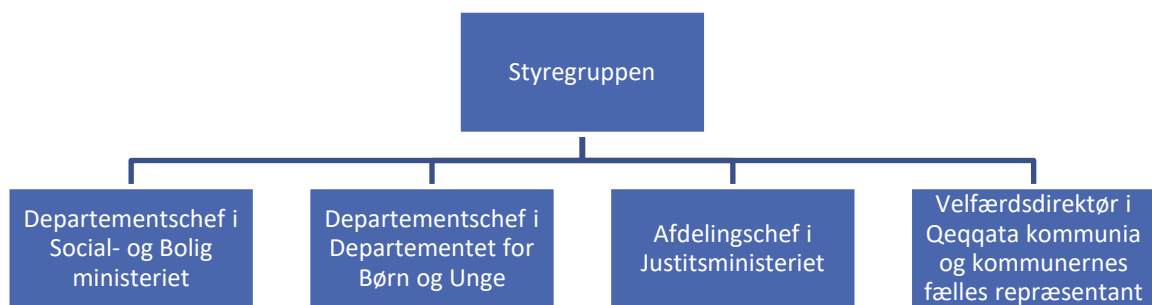 Styregruppen
Departementschef i
Social- og Bolig
ministeriet
Departementschef i
Departementet for
Børn og Unge
Afdelingschef i
Justitsministeriet
Velfærdsdirektør i
Qeqqata kommunia
og kommunernes
fælles repræsentant